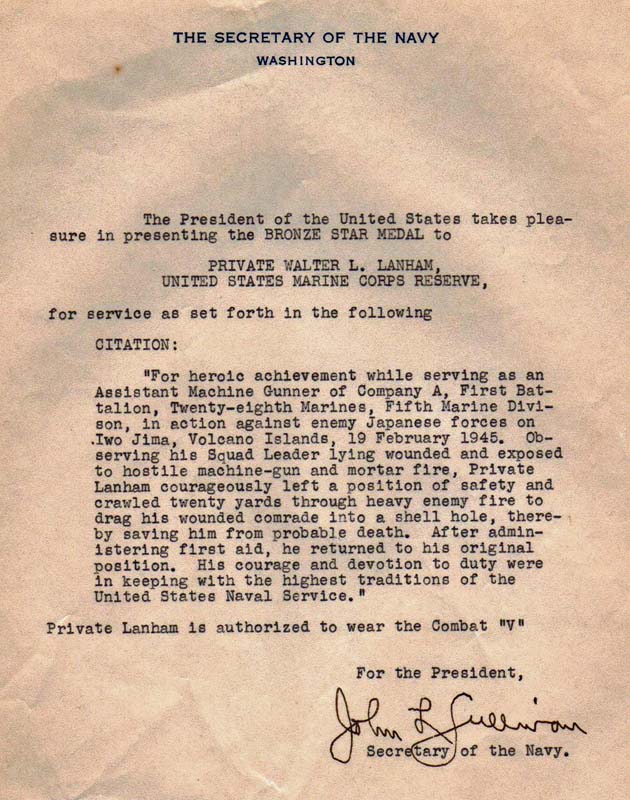 THE SECRETARY OF THE NAVY
WASHINGTON
The President of the United States takes plea-
sure in presenting the BRONZE STAR MEDAL to
PRIVATE WALTER L. LANHAM,
UNITED STATES MARINE CORPS RESERVE,
for service as set forth in the following
CITATION:
"For heroic achievement while serving as an
Assistant Machine Gunner of Company A, First Bat-
talion, Twenty-eighth Marines, Fifth Marine Divi-
son, in action against enemy Japanese forces on
Iwo Jima, Volcano Islands, 19 February 1945. Ob-
serving his Squad Leader lying wounded and exposed
to hostile machine-gun and mortar fire, Private
Lanham courageously left a position of safety and
crawled twenty yards through heavy enemy fire to
drag his wounded comrade into a shell hole, there-
by saving him from probable death. After admin-
istering first aid, he returned to his original
position. His courage and devotion to duty were
in keeping with the highest traditions of the
United States Naval Service."
Private Lanham is authorized to wear the Combat "V"
For the President,
John L Sullivan
Secretary of the Navy.